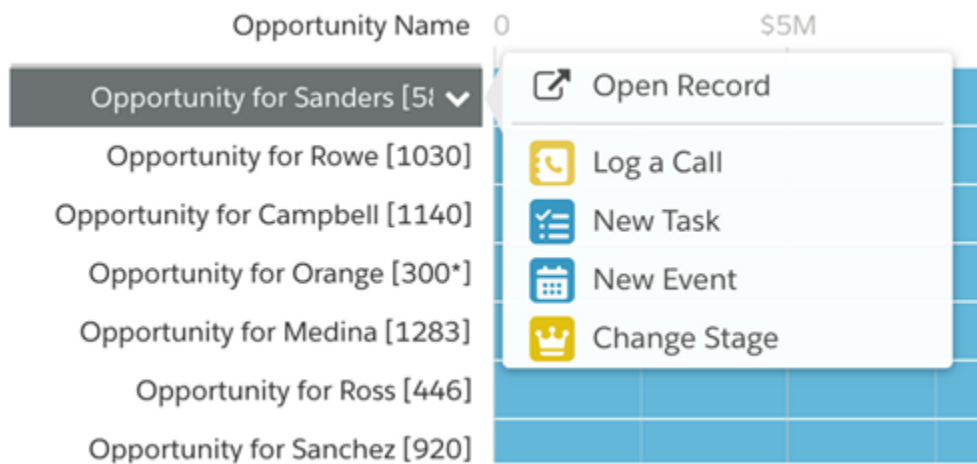 Opportunity Name 0 $5M
Opportunity for Sanders
Open Record
Log a Call
New Task
New Event
Change Stage
Opportunity for Rowe [1030]
Opportunity for Campbell [1140]
Opportunity for Orange [300*]
Opportunity for Medina [1283]
Opportunity for Ross [446]
Opportunity for Sanchez [920]